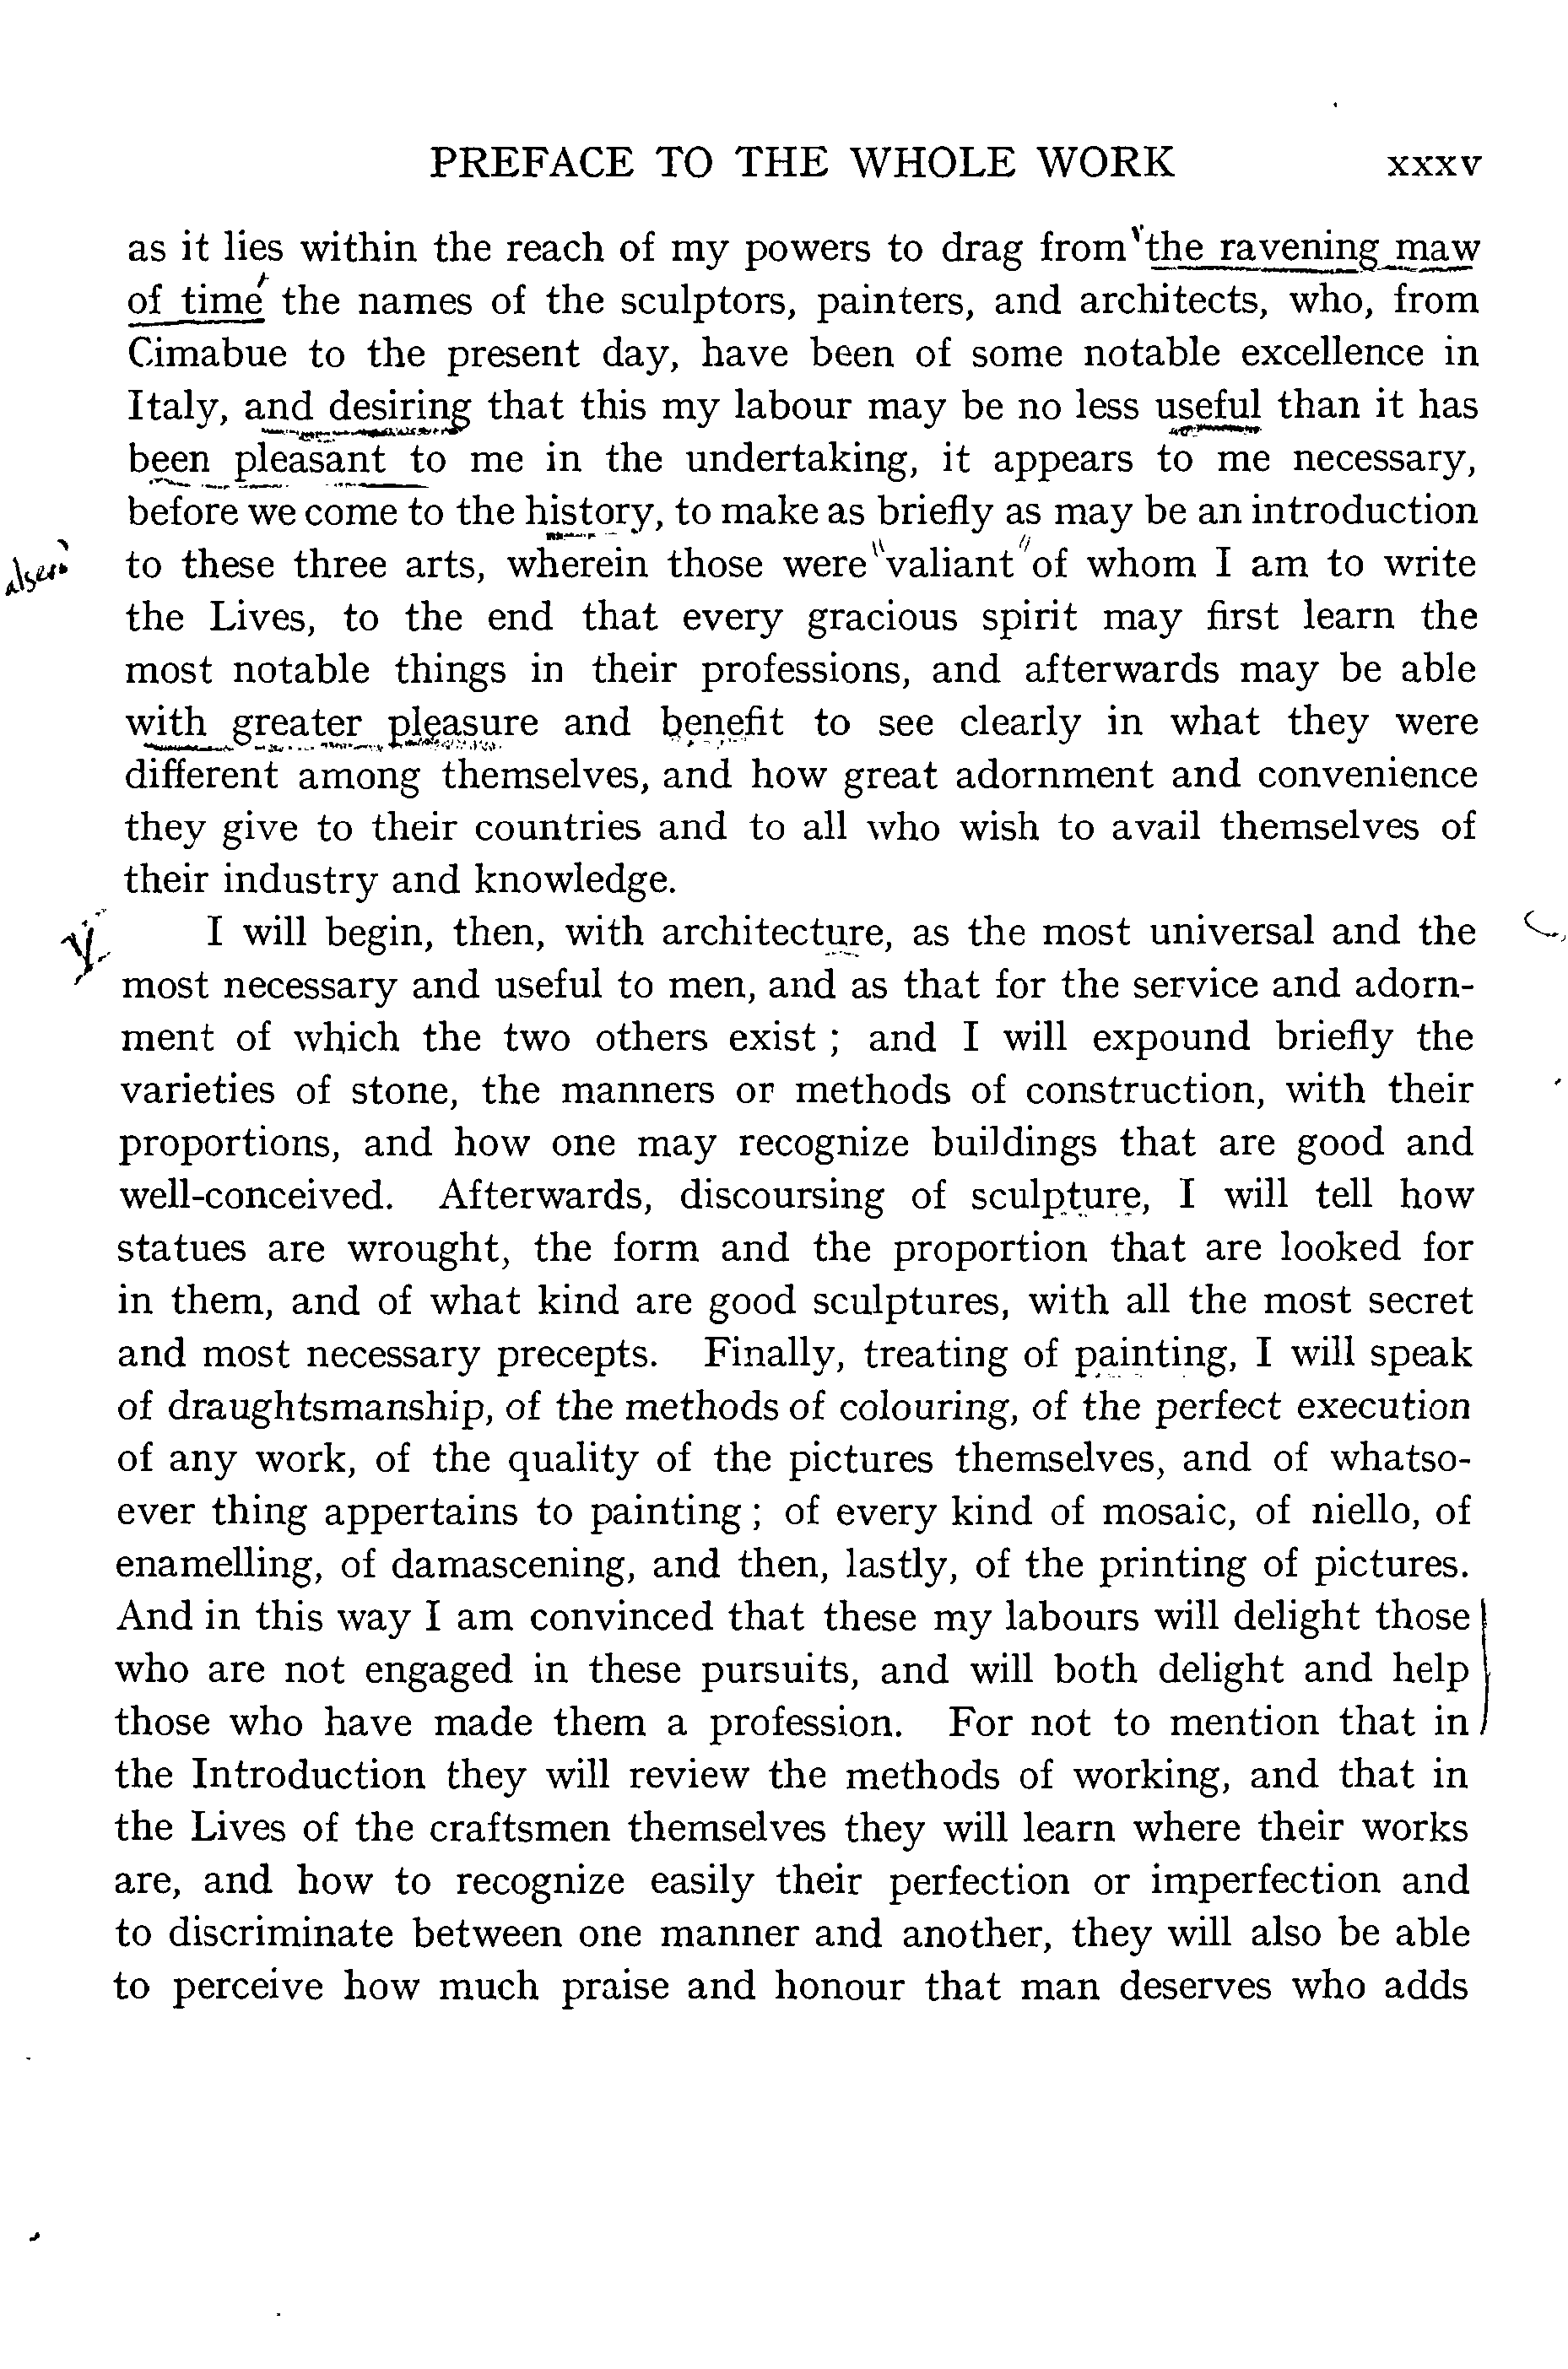 PREFACE TO THE WHOLE WORK xxxv
as it lies within the reach of my powers to drag from "the ravening maw
of time" the names of the sculptors, painters, and architects, who, from
Cimabue to the present day, have been of some notable excellence in
Italy, and desiring that this my labour may be no less useful than it has
been pleasant to me in the undertaking, it appears to me necessary,
before we come to the history, to make as briefly as may be an introduction
to these three arts, wherein those were "valiant" of whom I am to write
the Lives, to the end that every gracious spirit may first learn the
most notable things in their professions, and afterwards may be able
with greater pleasure and benefit to see clearly in what they were
different among themselves, and how great adornment and convenience
they give to their countries and to all who wish to avail themselves of
their industry and knowledge.
I will begin, then, with architecture, as the most universal and the
most necessary and useful to men, and as that for the service and adorn-
ment of which the two others exist ; and I will expound briefly the
varieties of stone, the manners or methods of construction, with their
proportions, and how one may recognize buildings that are good and
well-conceived. Afterwards, discoursing of sculpture, I will tell how
statues are wrought, the form and the proportion that are looked for
in them, and of what kind are good sculptures, with all the most secret
and most necessary precepts. Finally, treating of painting, I will speak
of draughtsmanship, of the methods of colouring, of the perfect execution
of any work, of the quality of the pictures themselves, and of whatso-
ever thing appertains to painting ; of every kind of mosaic, of niello, of
enamelling, of damascening, and then, lastly, of the printing of pictures.
And in this way I am convinced that these my labours will delight those
who are not engaged in these pursuits, and will both delight and help
those who have made them a profession. For not to mention that in
the Introduction they will review the methods of working, and that in
the Lives of the craftsmen themselves they will learn where their works
are, and how to recognize easily their perfection or imperfection and
to discriminate between one manner and another, they will also be able
to perceive how much praise and honour that man deserves who adds